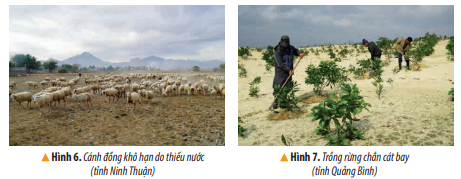 ▲ Hình 6. Cánh đồng khô hạn do thiếu nước
(tỉnh Ninh Thuận)
▲ Hình 7. Trồng rừng chắn cát bay
(tỉnh Quảng Bình)